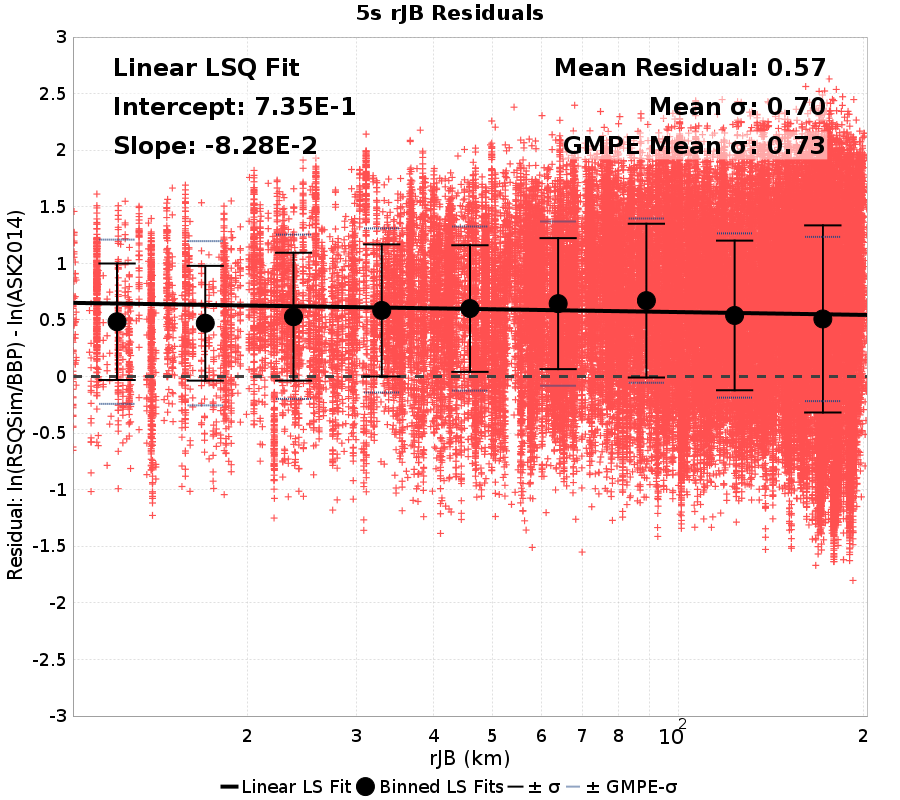 5s rJB Residuals
Linear LSQ Fit
Intercept: 7.35E-1
Slope: -8.28E-2
Mean Residual: 0.57
Mean σ: 0.70
GMPE Mean σ: 0.73
Residual: ln(RSQSim/BBP) - ln(ASK2014)
3
2.5
2
1.5
1
0.5
0
-0.5
-1
-1.5
-2
-2.5
-3
2 3 4 5 6 7 8 10² 2
rJB (km)
Linear LS Fit Binned LS Fits ± σ ± GMPE-σ